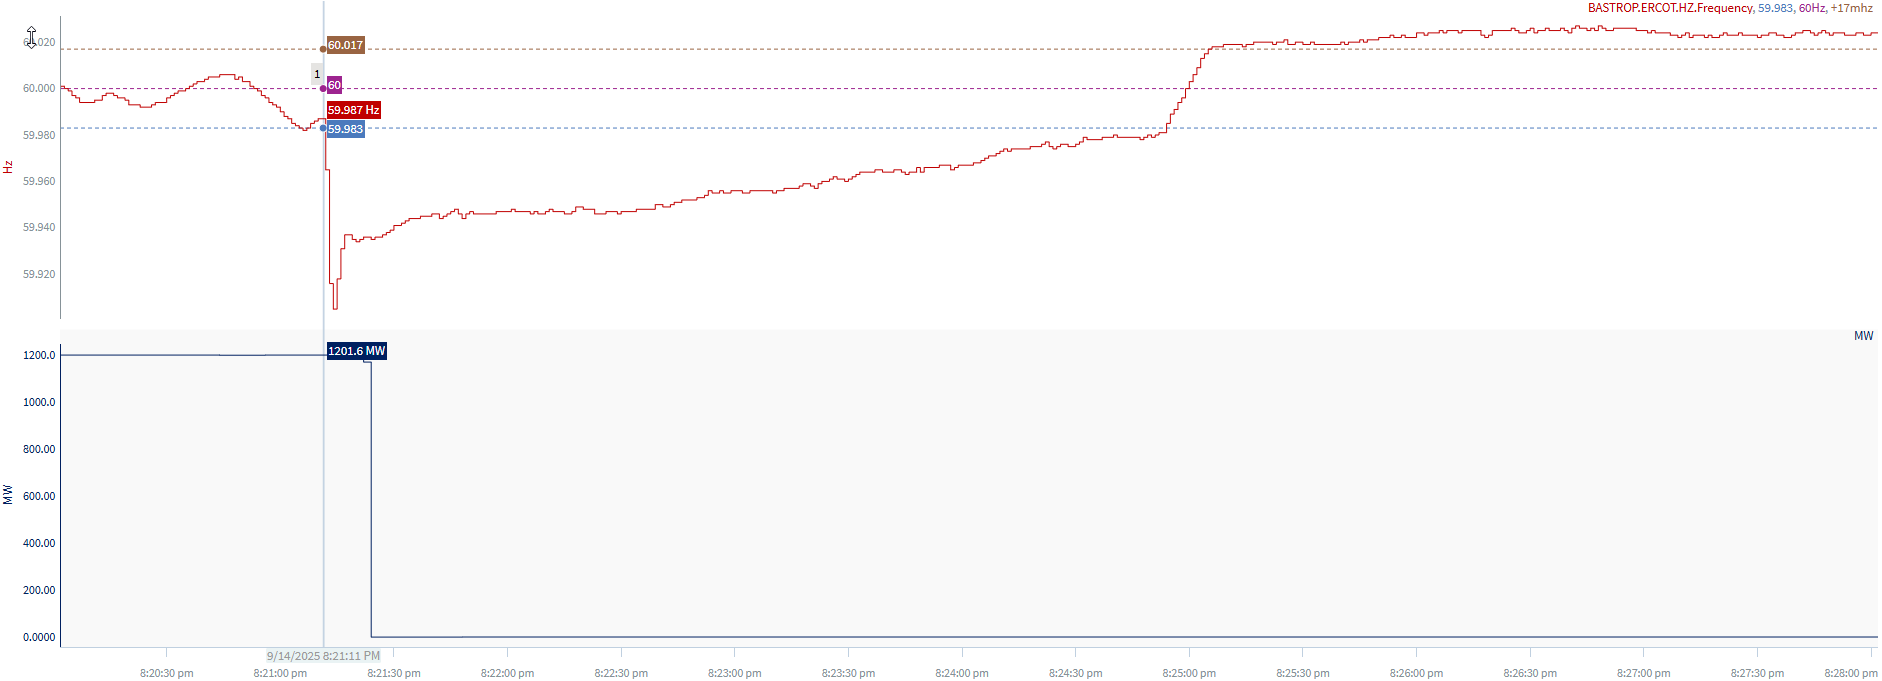 BASTROP.ERCOT.HZ.Frequency, 59.983, 60Hz, +17mhz
60.020
60.017
1
60.000
60
59.987 Hz
59.983
59.980
Hz
59.960
59.940
59.920
MW
1201.6 MW
1200.0
1000.0
800.00
MW
600.00
400.00
200.00
0.0000
9/14/2025 8:21:11 PM
8:20:30 pm 8:21:00 pm 8:21:30 pm 8:22:00 pm 8:22:30 pm 8:23:00 pm 8:23:30 pm 8:24:00 pm 8:24:30 pm 8:25:00 pm 8:25:30 pm 8:26:00 pm 8:26:30 pm 8:27:00 pm 8:27:30 pm 8:28:00 pm